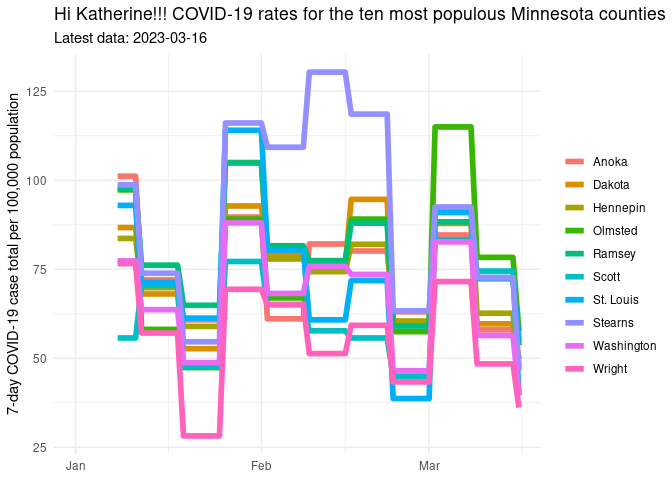 Hi Katherine!!! COVID-19 rates for the ten most populous Minnesota counties
Latest data: 2023-03-16
7-day COVID-19 case total per 100,000 population
125
100
75
50
25
Jan
Feb
Mar
Anoka
Dakota
Hennepin
Olmsted
Ramsey
Scott
St. Louis
Stearns
Washington
Wright